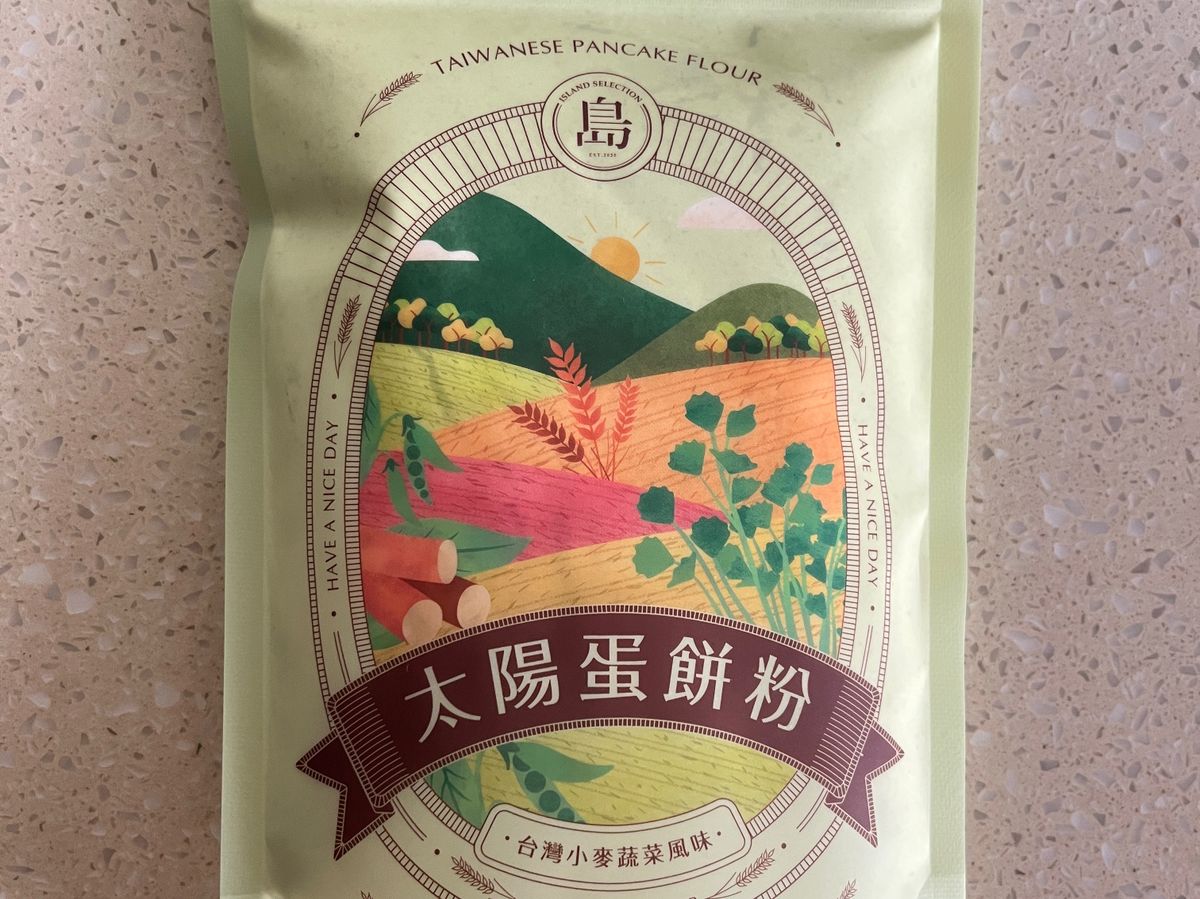 TAIWANESE PANCAKE FLOUR
ISLAND SELECTION
島
EST.2020
HAVE A NICE DAY
HAVE A NICE DAY
太陽蛋餅粉
·台灣小麥蔬菜風味·